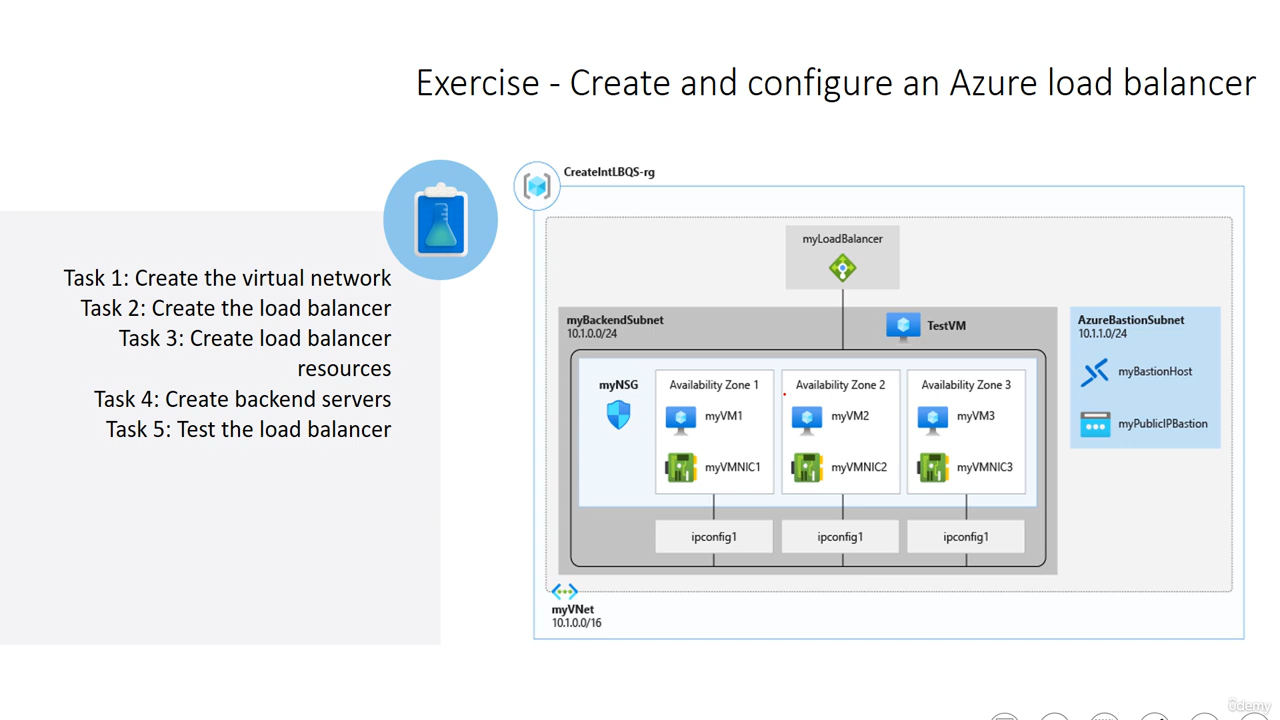 Exercise - Create and configure an Azure load balancer
Task 1: Create the virtual network
Task 2: Create the load balancer
Task 3: Create load balancer
resources
Task 4: Create backend servers
Task 5: Test the load balancer
CreateIntLBQS-rg
myLoadBalancer
myBackendSubnet
10.1.0.0/24
TestVM
myNSG
Availability Zone 1
myVM1
myVMNIC1
Availability Zone 2
myVM2
myVMNIC2
Availability Zone 3
myVM3
myVMNIC3
ipconfig1
ipconfig1
ipconfig1
AzureBastionSubnet
10.1.1.0/24
myBastionHost
myPublicIPBastion
myVNet
10.1.0.0/16
ûdemy